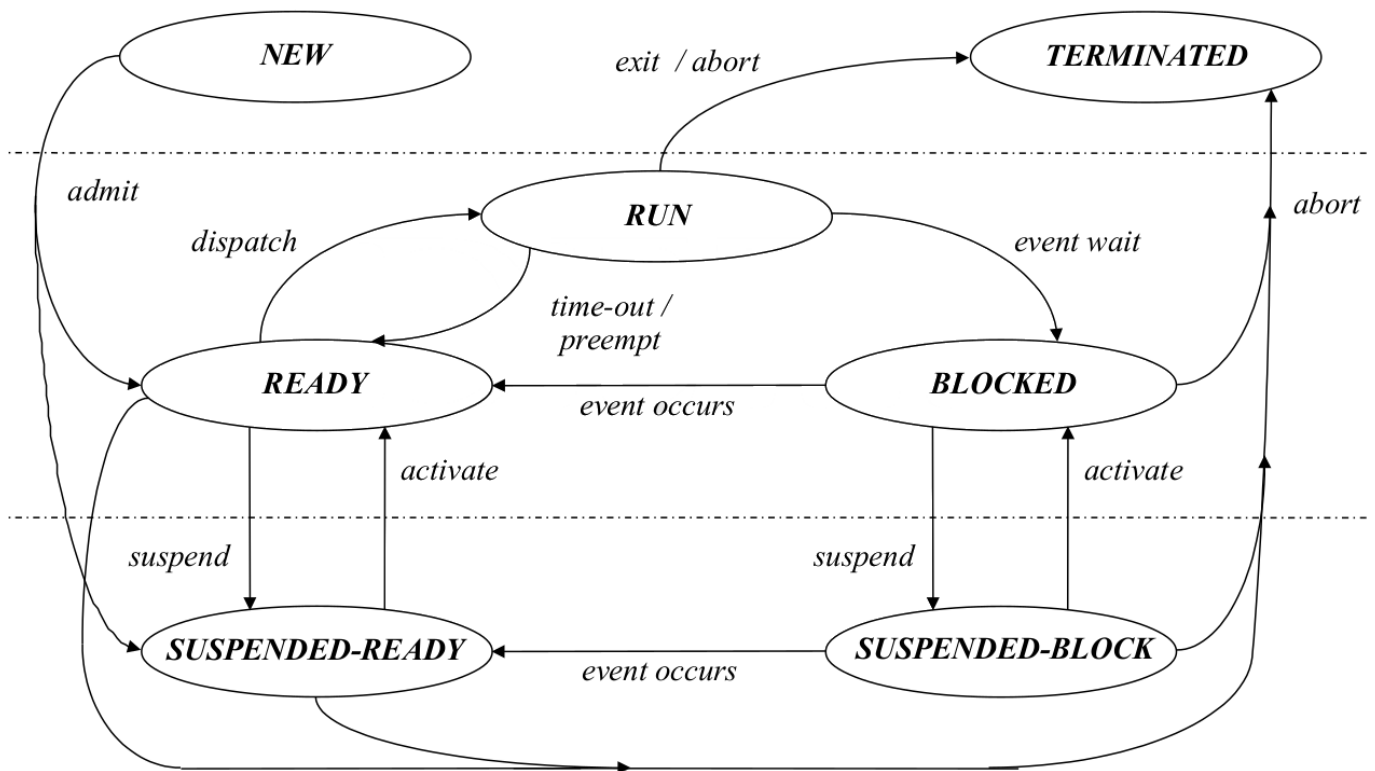 NEW
TERMINATED
exit / abort
admit
RUN
abort
dispatch
event wait
time-out /
preempt
READY
BLOCKED
event occurs
activate
activate
suspend
suspend
SUSPENDED-READY
SUSPENDED-BLOCK
event occurs